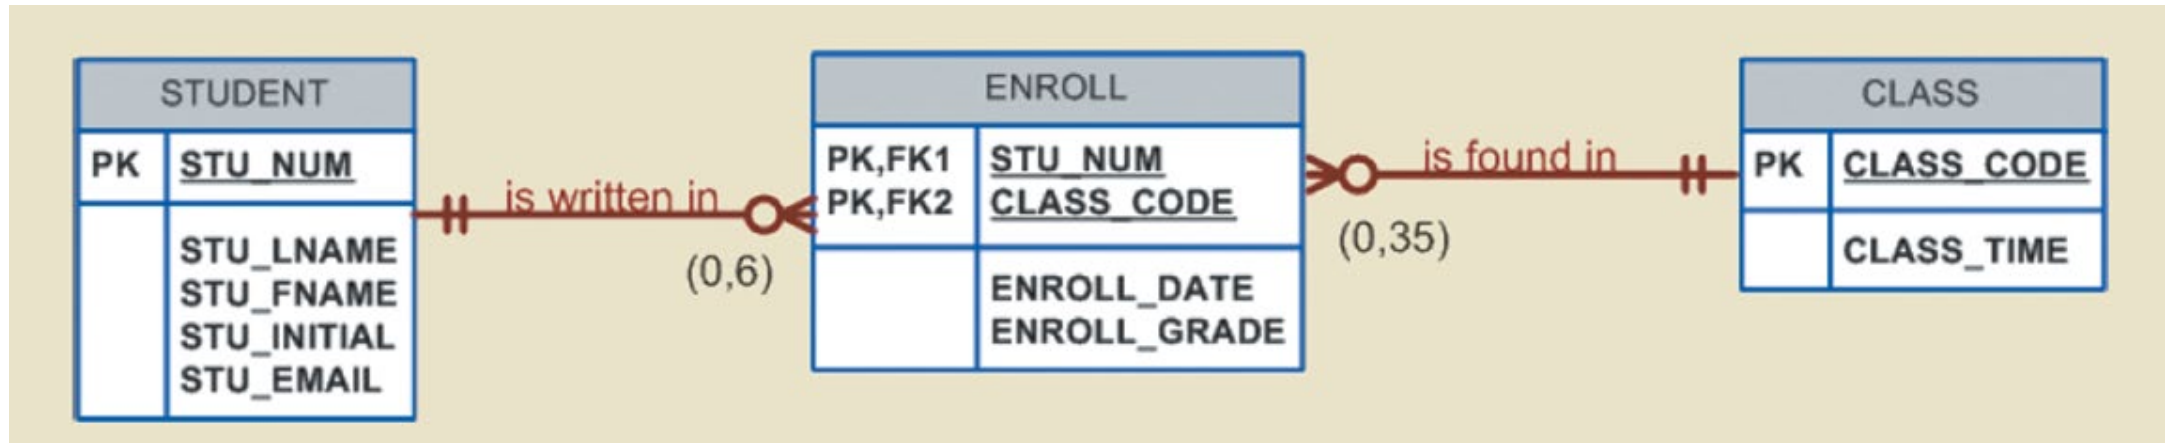 STUDENT
PK STU_NUM
STU_LNAME
STU_FNAME
STU_INITIAL
STU_EMAIL
is written in
(0,6)
ENROLL
PK,FK1 STU_NUM
PK,FK2 CLASS_CODE
ENROLL_DATE
ENROLL_GRADE
is found in
(0,35)
CLASS
PK CLASS_CODE
CLASS_TIME